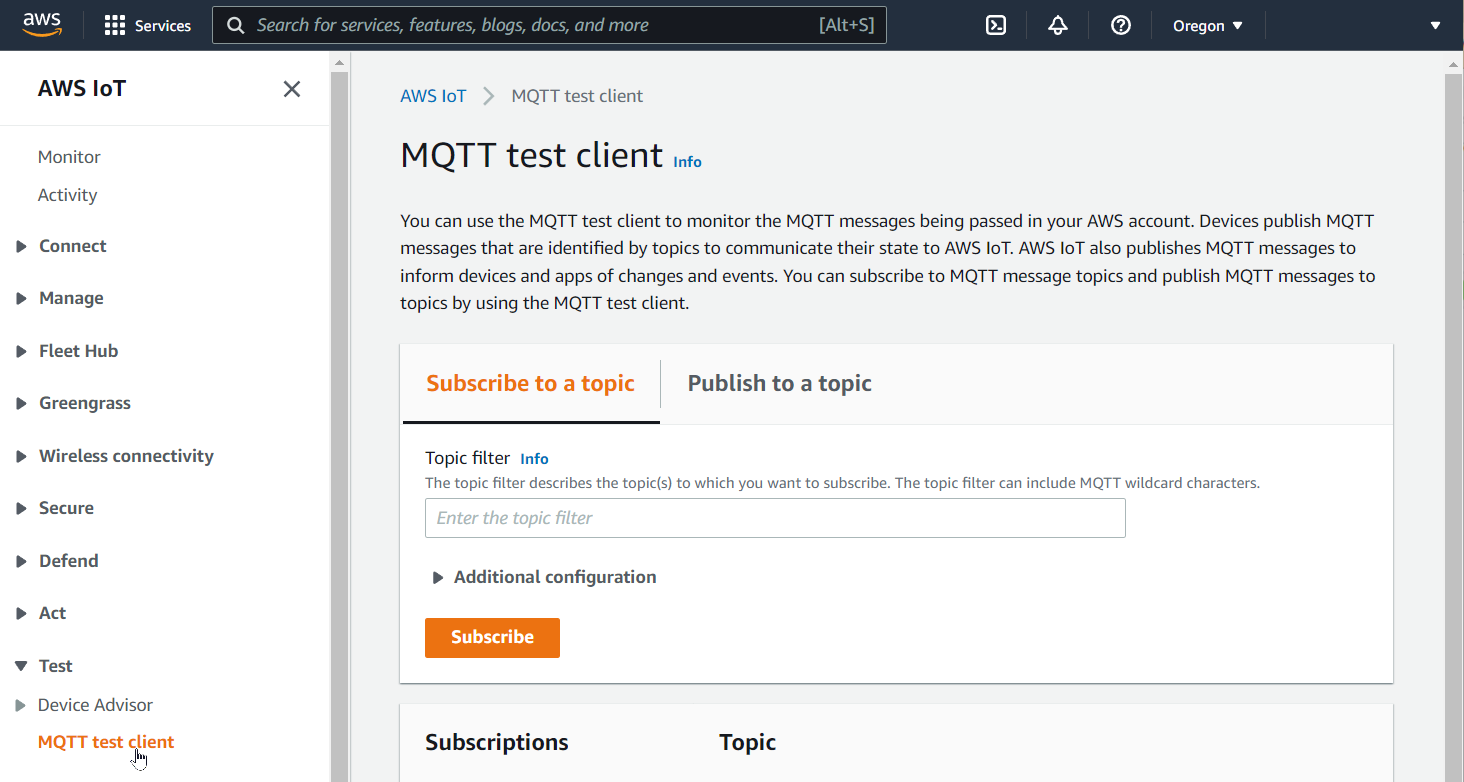 aws
Services
Search for services, features, blogs, docs, and more
[Alt+S]
Oregon
AWS IoT
Monitor
Activity
Connect
Manage
Fleet Hub
Greengrass
Wireless connectivity
Secure
Defend
Act
Test
Device Advisor
MQTT test client
AWS IoT
MQTT test client
MQTT test client Info
You can use the MQTT test client to monitor the MQTT messages being passed in your AWS account. Devices publish MQTT
messages that are identified by topics to communicate their state to AWS IoT. AWS IoT also publishes MQTT messages to
inform devices and apps of changes and events. You can subscribe to MQTT message topics and publish MQTT messages to
topics by using the MQTT test client.
Subscribe to a topic
Publish to a topic
Topic filter Info
The topic filter describes the topic(s) to which you want to subscribe. The topic filter can include MQTT wildcard characters.
Enter the topic filter
Additional configuration
Subscribe
Subscriptions
Topic